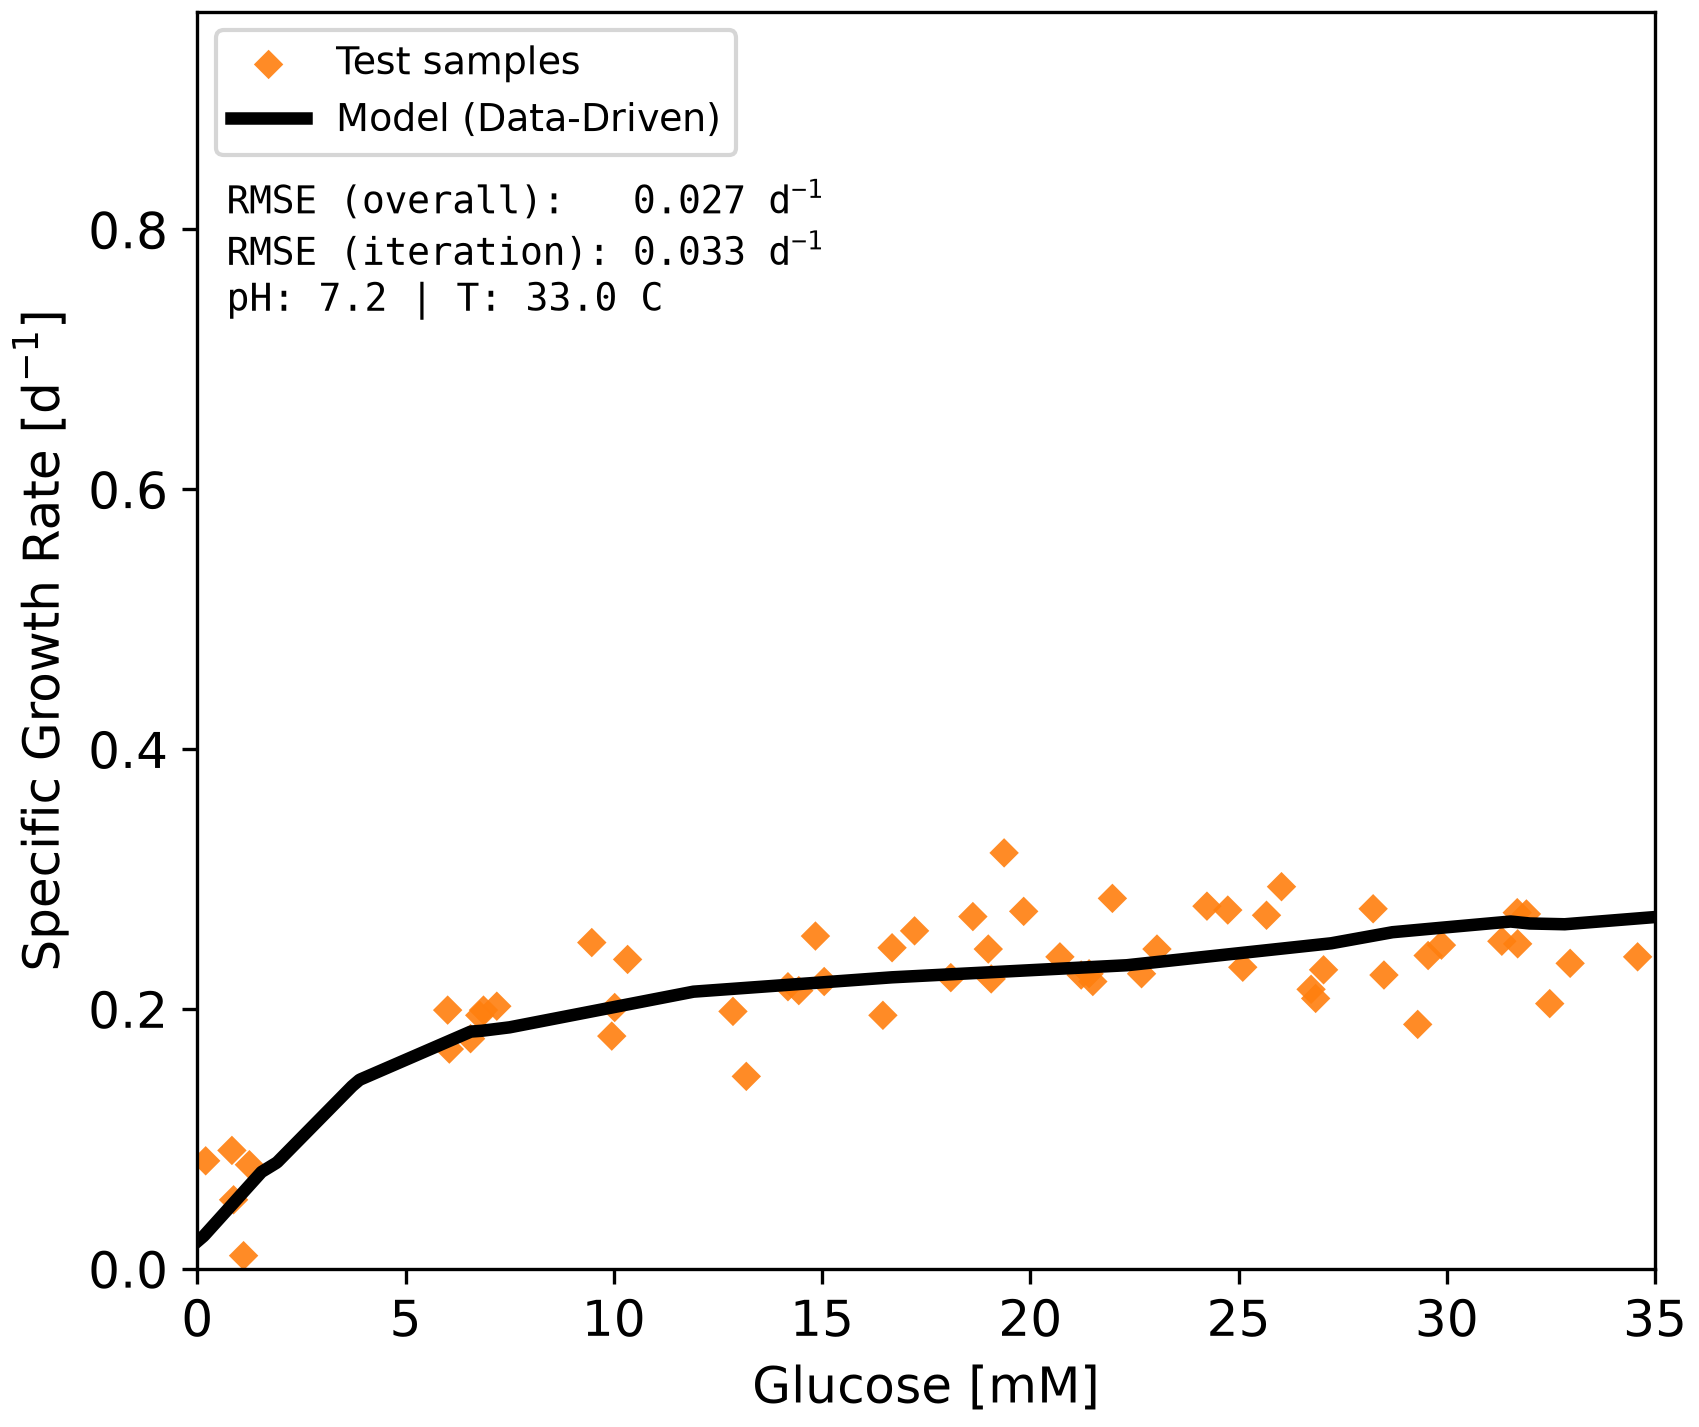 Test samples
Model (Data-Driven)
RMSE (overall):   0.027 d⁻¹
RMSE (iteration): 0.033 d⁻¹
pH: 7.2 | T: 33.0 C
Specific Growth Rate [d⁻¹]
0.8
0.6
0.4
0.2
0.0
0 5 10 15 20 25 30 35
Glucose [mM]